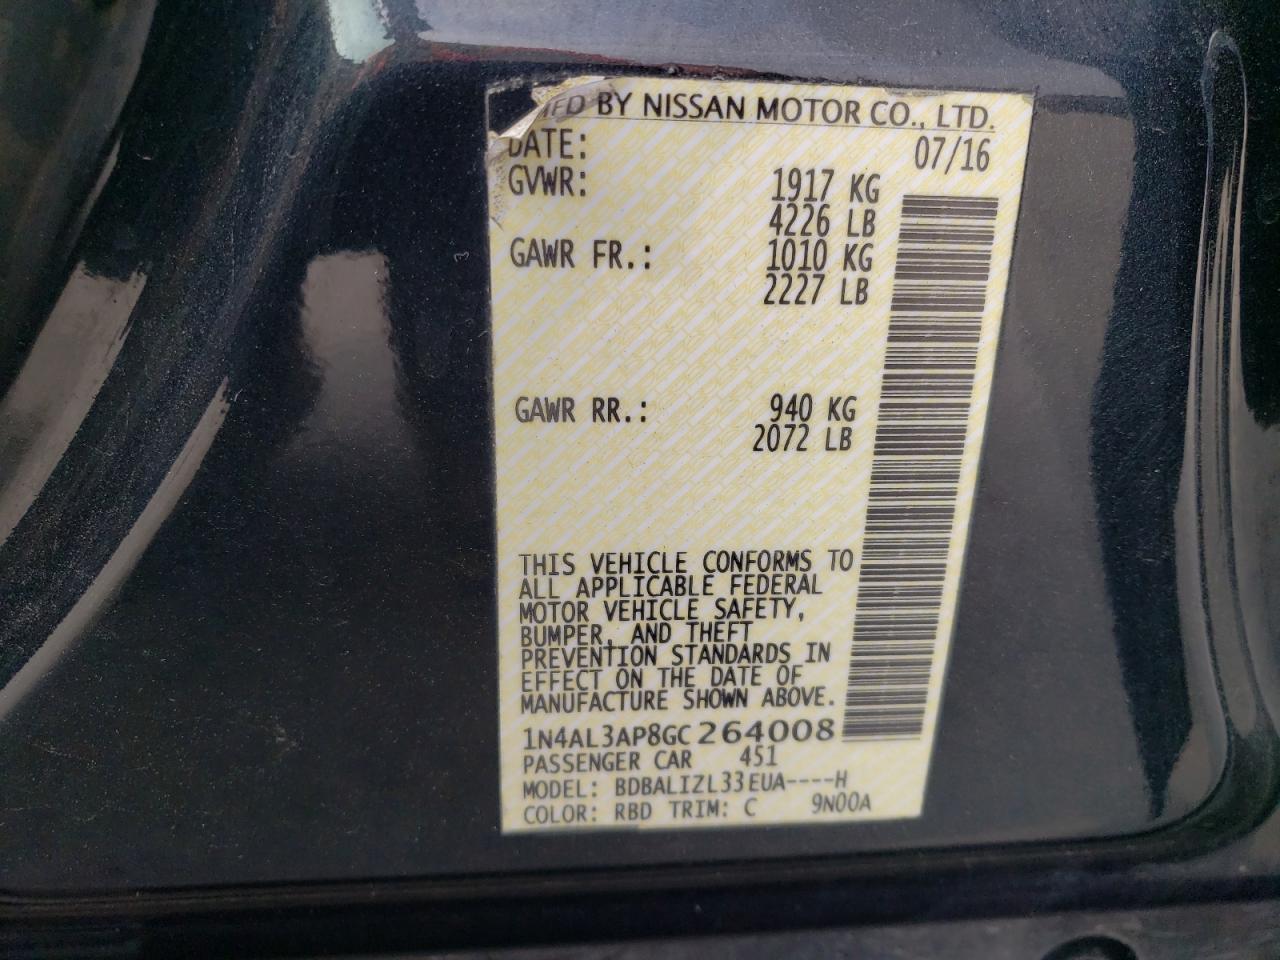 MFD BY NISSAN MOTOR CO., LTD.
DATE: 07/16
GVWR: 1917 KG
4226 LB
GAWR FR.: 1010 KG
2227 LB
GAWR RR.: 940 KG
2072 LB
THIS VEHICLE CONFORMS TO
ALL APPLICABLE FEDERAL
MOTOR VEHICLE SAFETY,
BUMPER, AND THEFT
PREVENTION STANDARDS IN
EFFECT ON THE DATE OF
MANUFACTURE SHOWN ABOVE.
1N4AL3AP8GC264008
PASSENGER CAR 451
MODEL: BDBALIZL33EUA----H
COLOR: RBD TRIM: C 9N00A